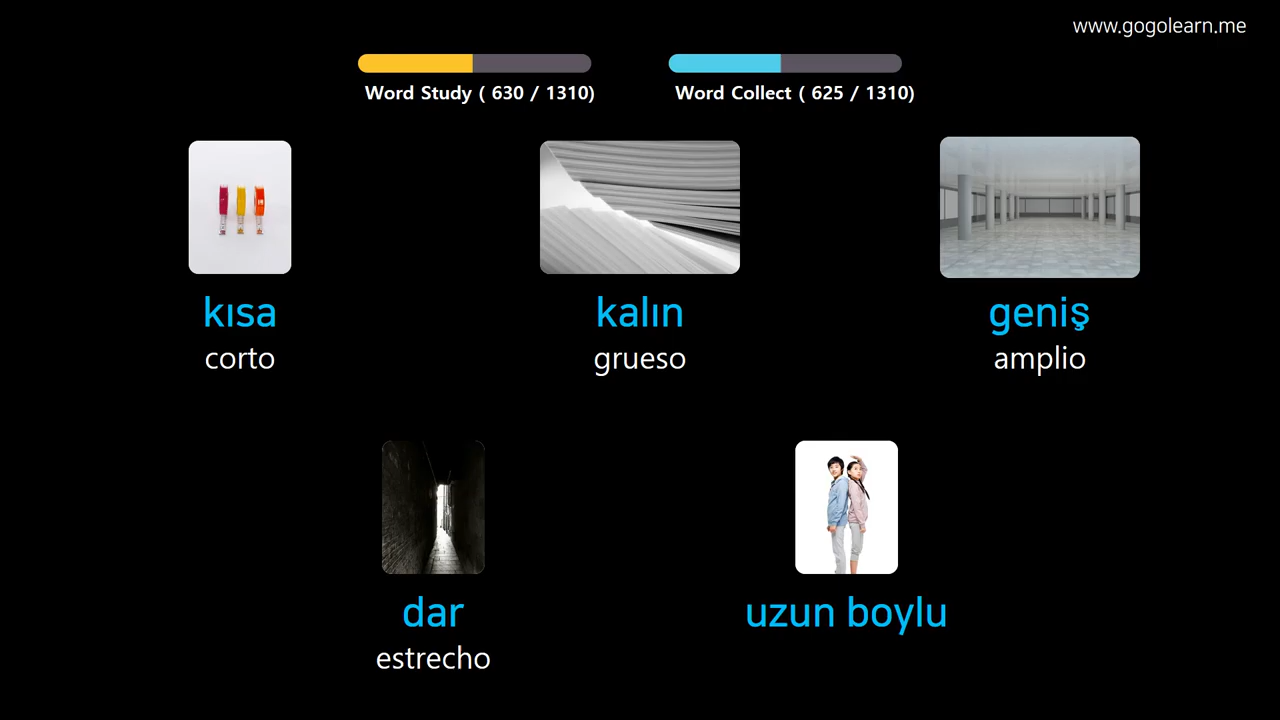 www.gogolearn.me
Word Study ( 630 / 1310)
Word Collect ( 625 / 1310)
kısa
corto
kalın
grueso
geniş
amplio
dar
estrecho
uzun boylu